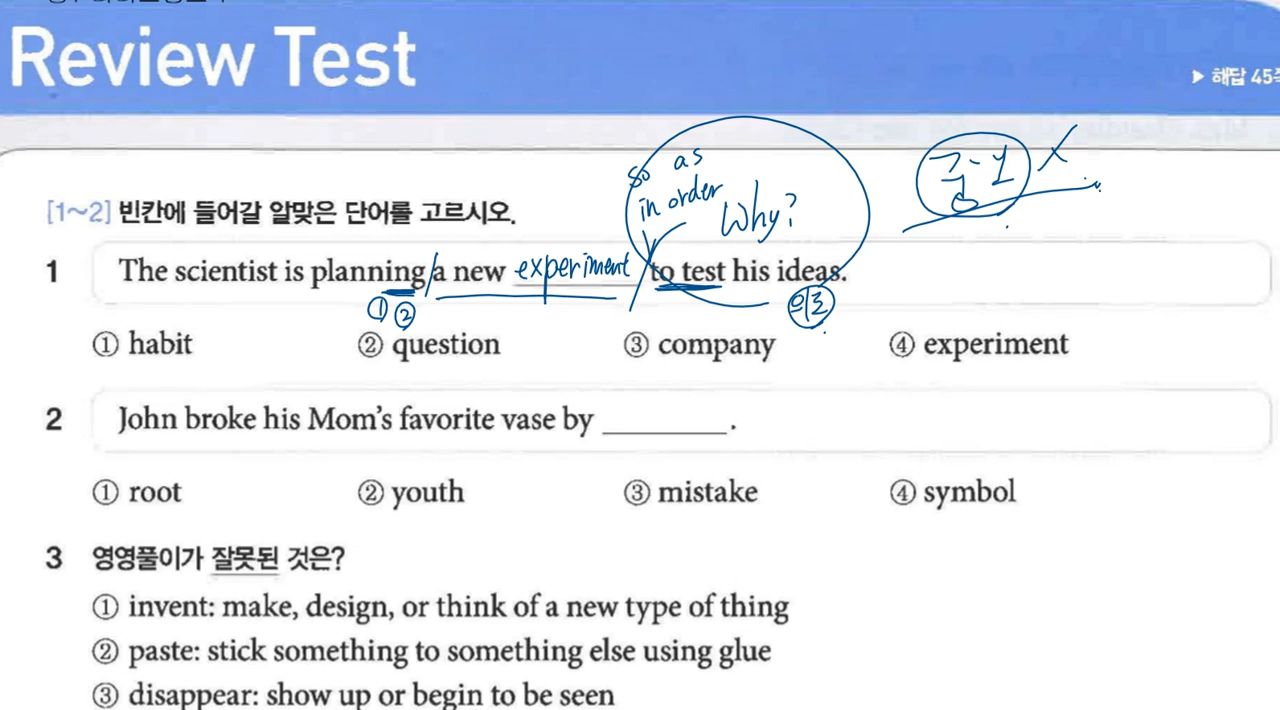 Review Test
▶ 해답 45쪽
so as
in order
Why?
[1~2] 빈칸에 들어갈 알맞은 단어를 고르시오.
1 The scientist is planning a new experiment to test his ideas.
① ②
의도
① habit ② question ③ company ④ experiment
2 John broke his Mom's favorite vase by ________.
① root ② youth ③ mistake ④ symbol
3 영영풀이가 잘못된 것은?
① invent: make, design, or think of a new type of thing
② paste: stick something to something else using glue
③ disappear: show up or begin to be seen